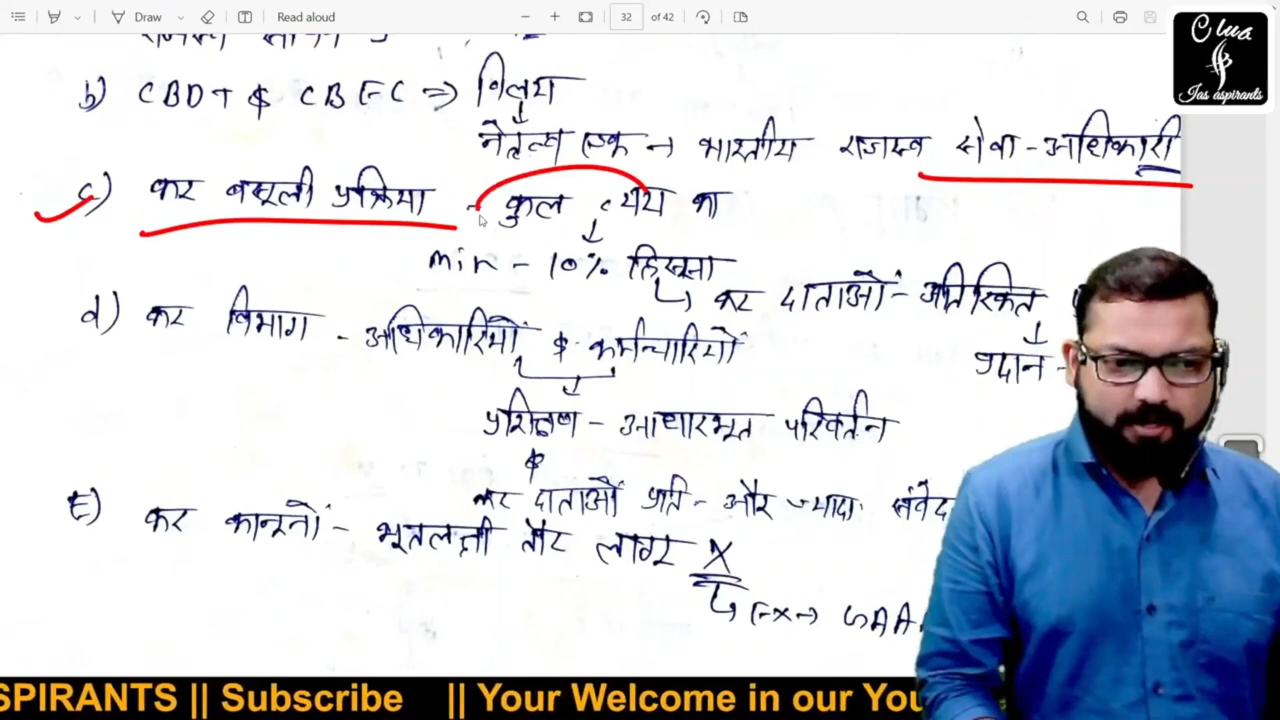 Draw
Read aloud
32 of 42
Clua
Ias aspirants
b) CBDT & CBEC => विलय
नेतृत्व एक → भारतीय राजस्व सेवा - अधिकारी
c) कर वसूली प्रक्रिया - कुल व्यय का
min - 10% हिस्सा
कर दाताओं - अतिरिक्त
प्रदान -
d) कर विभाग - अधिकारियों & कर्मचारियों
प्रशिक्षण - आधारभूत परिवर्तन
&
कर दाताओं प्रति - और ज्यादा संवेद
E) कर कानूनों - भूतलक्षी तौर लागू X
Ex → GAA
SPIRANTS || Subscribe || Your Welcome in our You